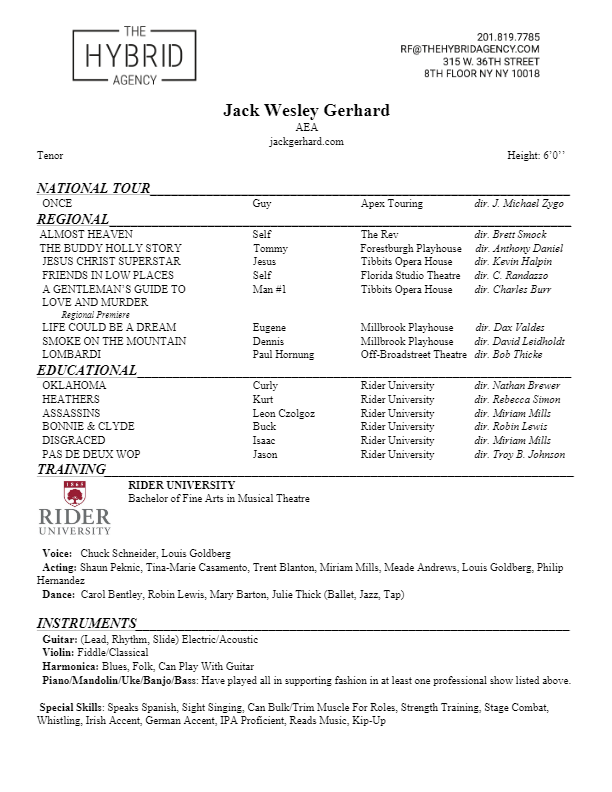 THE
HYBRID
AGENCY
201.819.7785
RF@THEHYBRIDAGENCY.COM
315 W. 36TH STREET
8TH FLOOR NY NY 10018
Jack Wesley Gerhard
AEA
jackgerhard.com
Tenor Height: 6'0''
NATIONAL TOUR
ONCE Guy Apex Touring dir. J. Michael Zygo
REGIONAL
ALMOST HEAVEN Self The Rev dir. Brett Smock
THE BUDDY HOLLY STORY Tommy Forestburgh Playhouse dir. Anthony Daniel
JESUS CHRIST SUPERSTAR Jesus Tibbits Opera House dir. Kevin Halpin
FRIENDS IN LOW PLACES Self Florida Studio Theatre dir. C. Randazzo
A GENTLEMAN'S GUIDE TO Man #1 Tibbits Opera House dir. Charles Burr
LOVE AND MURDER
Regional Premiere
LIFE COULD BE A DREAM Eugene Millbrook Playhouse dir. Dax Valdes
SMOKE ON THE MOUNTAIN Dennis Millbrook Playhouse dir. David Leidholdt
LOMBARDI Paul Hornung Off-Broadstreet Theatre dir. Bob Thicke
EDUCATIONAL
OKLAHOMA Curly Rider University dir. Nathan Brewer
HEATHERS Kurt Rider University dir. Rebecca Simon
ASSASSINS Leon Czolgoz Rider University dir. Miriam Mills
BONNIE & CLYDE Buck Rider University dir. Robin Lewis
DISGRACED Isaac Rider University dir. Miriam Mills
PAS DE DEUX WOP Jason Rider University dir. Troy B. Johnson
TRAINING
1865
RIDER
UNIVERSITY
RIDER UNIVERSITY
Bachelor of Fine Arts in Musical Theatre
Voice: Chuck Schneider, Louis Goldberg
Acting: Shaun Peknic, Tina-Marie Casamento, Trent Blanton, Miriam Mills, Meade Andrews, Louis Goldberg, Philip
Hernandez
Dance: Carol Bentley, Robin Lewis, Mary Barton, Julie Thick (Ballet, Jazz, Tap)
INSTRUMENTS
Guitar: (Lead, Rhythm, Slide) Electric/Acoustic
Violin: Fiddle/Classical
Harmonica: Blues, Folk, Can Play With Guitar
Piano/Mandolin/Uke/Banjo/Bass: Have played all in supporting fashion in at least one professional show listed above.
Special Skills: Speaks Spanish, Sight Singing, Can Bulk/Trim Muscle For Roles, Strength Training, Stage Combat,
Whistling, Irish Accent, German Accent, IPA Proficient, Reads Music, Kip-Up